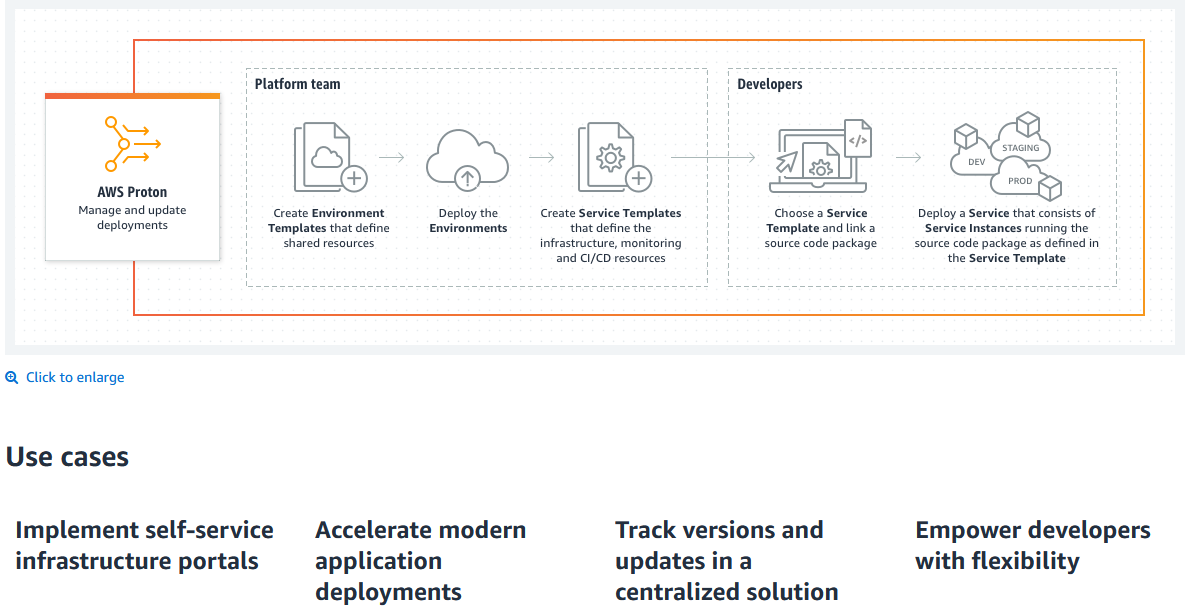 Platform team
Developers
AWS Proton
Manage and update
deployments
Create Environment
Templates that define
shared resources
Deploy the
Environments
Create Service Templates
that define the
infrastructure, monitoring
and CI/CD resources
</>
Choose a Service
Template and link a
source code package
DEV
STAGING
PROD
Deploy a Service that consists of
Service Instances running the
source code package as defined in
the Service Template
Click to enlarge
Use cases
Implement self-service
infrastructure portals
Accelerate modern
application
deployments
Track versions and
updates in a
centralized solution
Empower developers
with flexibility